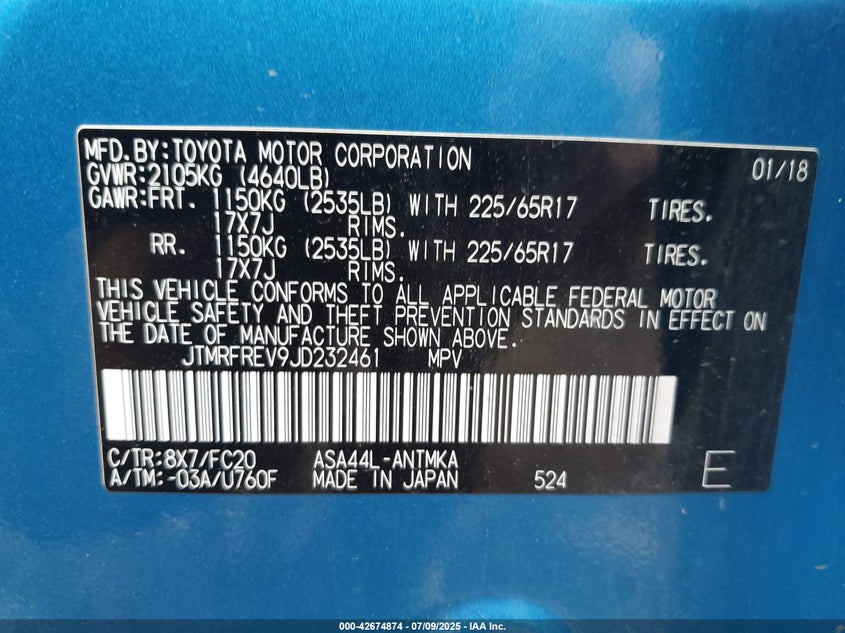 MFD.BY:TOYOTA MOTOR CORPORATION 01/18
GVWR:2105KG (4640LB)
GAWR:FRT. 1150KG (2535LB) WITH 225/65R17 TIRES.
17X7J RIMS.
RR. 1150KG (2535LB) WITH 225/65R17 TIRES.
17X7J RIMS.
THIS VEHICLE CONFORMS TO ALL APPLICABLE FEDERAL MOTOR
VEHICLE SAFETY AND THEFT PREVENTION STANDARDS IN EFFECT ON
THE DATE OF MANUFACTURE SHOWN ABOVE.
JTMRFREV9JD232461 MPV
C/TR:8X7/FC20 ASA44L-ANTMKA
A/TM:-03A/U760F MADE IN JAPAN 524 E
000-42674874 / 07/09/2025 - IAA Inc.